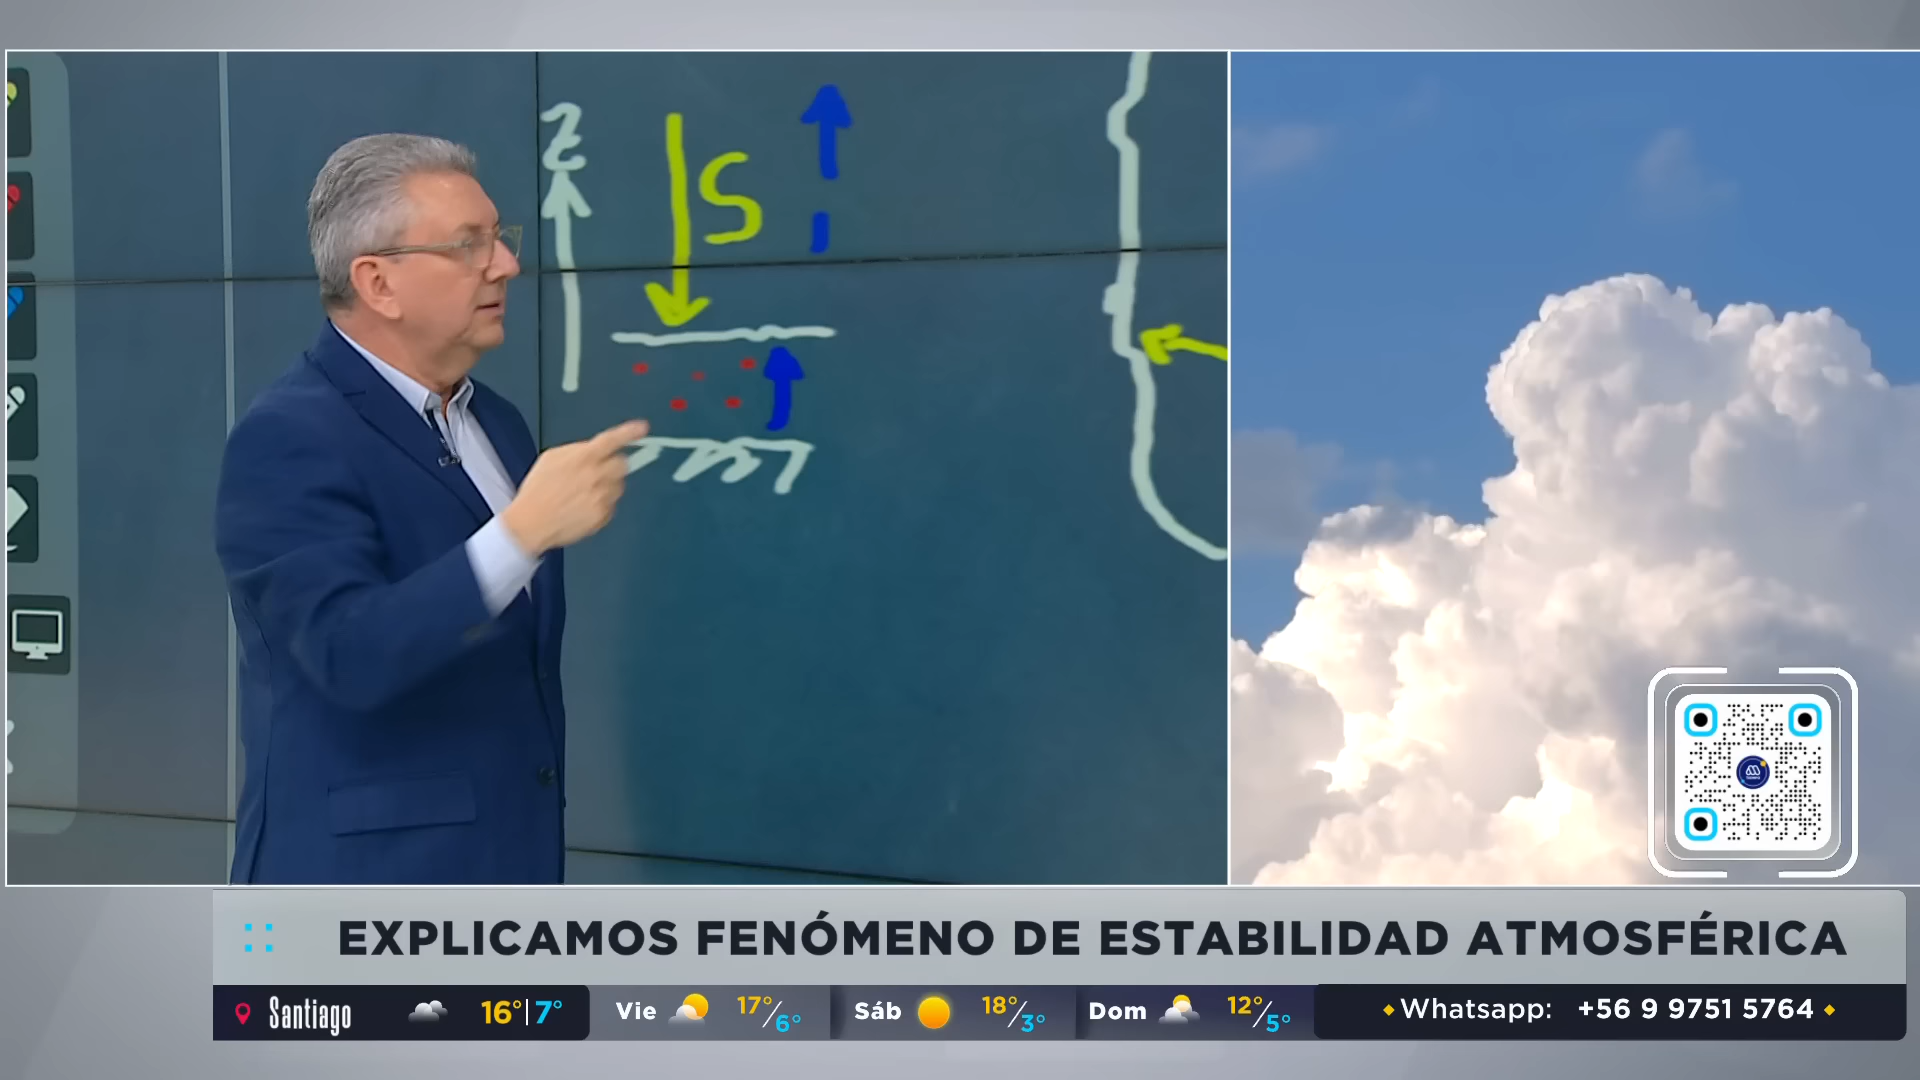 Z
S
EXPLICAMOS FENÓMENO DE ESTABILIDAD ATMOSFÉRICA
Santiago 16° | 7°
Vie 17°/6°
Sáb 18°/3°
Dom 12°/5°
Whatsapp: +56 9 9751 5764